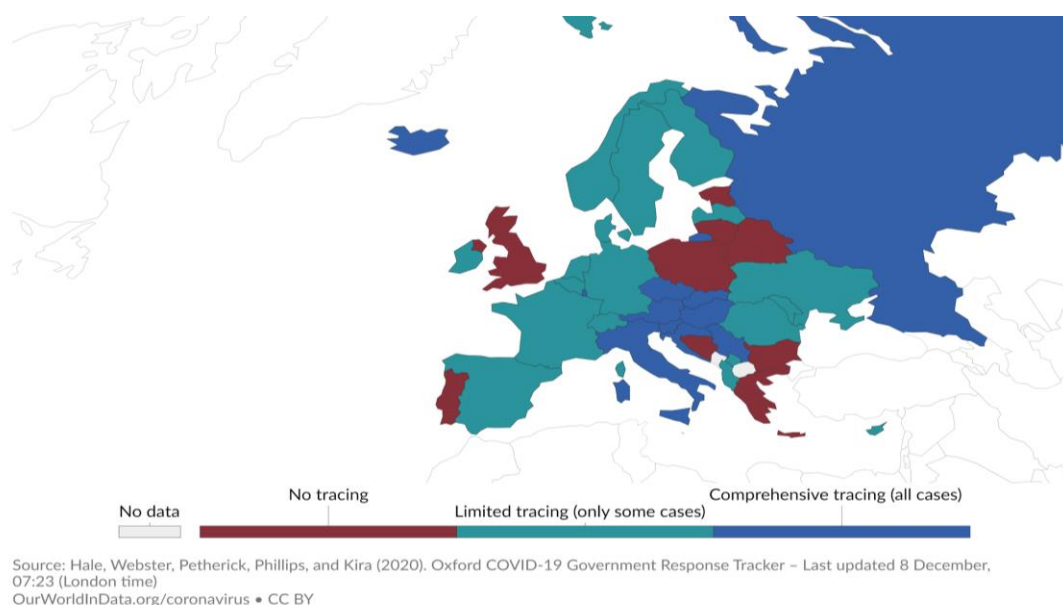 No data
No tracing
Limited tracing (only some cases)
Comprehensive tracing (all cases)
Source: Hale, Webster, Petherick, Phillips, and Kira (2020). Oxford COVID-19 Government Response Tracker – Last updated 8 December,
07:23 (London time)
OurWorldInData.org/coronavirus • CC BY